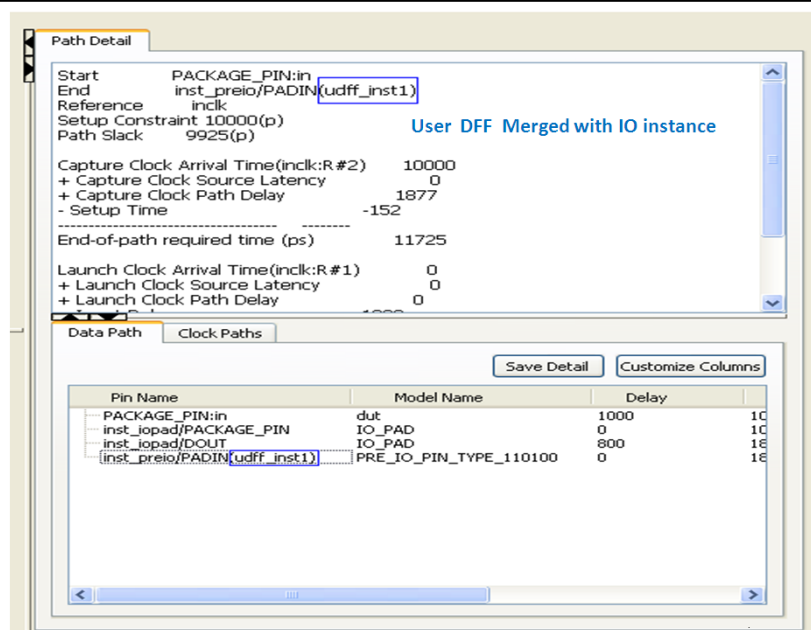 Path Detail
Start PACKAGE_PIN:in
End inst_preio/PADIN(udff_inst1)
Reference inclk
Setup Constraint 10000(p)
Path Slack 9925(p)
User DFF Merged with IO instance
Capture Clock Arrival Time(inclk:R#2) 10000
+ Capture Clock Source Latency 0
+ Capture Clock Path Delay 1877
- Setup Time -152
---------------------------------- --------
End-of-path required time (ps) 11725
Launch Clock Arrival Time(inclk:R#1) 0
+ Launch Clock Source Latency 0
+ Launch Clock Path Delay 0
Data Path Clock Paths
Save Detail Customize Columns
Pin Name Model Name Delay
PACKAGE_PIN:in dut 1000
inst_iopad/PACKAGE_PIN IO_PAD 0
inst_iopad/DOUT IO_PAD 800
inst_preio/PADIN(udff_inst1) PRE_IO_PIN_TYPE_110100 0